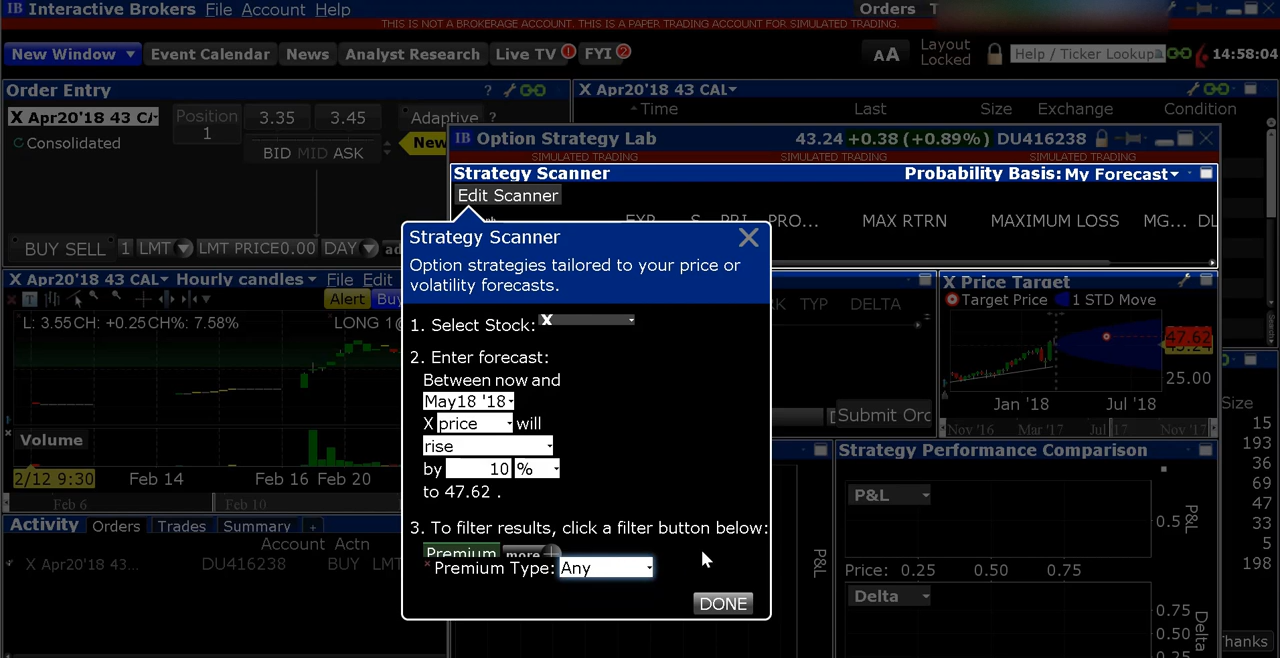 IB Interactive Brokers File Account Help Orders
THIS IS NOT A BROKERAGE ACCOUNT. THIS IS A PAPER TRADING ACCOUNT FOR SIMULATED TRADING.
New Window Event Calendar News Analyst Research Live TV 1 FYI 2 AA Layout Locked Help / Ticker Lookup 14:58:04
Order Entry ?
X Apr20'18 43 CAL
Time Last Size Exchange Condition
X Apr20'18 43 C Position 1 3.35 3.45 Adaptive ?
Consolidated
BID MID ASK
New
BUY SELL 1 LMT LMT PRICE0.00 DAY
IB Option Strategy Lab 43.24 +0.38 (+0.89%) DU416238
SIMULATED TRADING SIMULATED TRADING SIMULATED TRADING
Strategy Scanner Probability Basis: My Forecast
Edit Scanner
EXP PRO... MAX RTRN MAXIMUM LOSS MG...
Strategy Scanner
Option strategies tailored to your price or
volatility forecasts.
1. Select Stock: X
2. Enter forecast:
Between now and
May18 '18
X price will
rise
by 10 %
to 47.62 .
3. To filter results, click a filter button below:
Premium more +
Premium Type: Any
DONE
X Apr20'18 43 CAL Hourly candles File Edit
Alert
L: 3.55 CH: +0.25 CH%: 7.58% LONG
Volume
2/12 9:30 Feb 14 Feb 16 Feb 20
Feb 6 Feb 10
Activity Orders Trades Summary +
Account Actn
X Apr20'18 43... DU416238 BUY LMT
TYP DELTA
X Price Target
Target Price 1 STD Move
47.62
25.00
Jan '18 Jul '18
Nov '16 Mar '17 Jul '17 Nov '17
Submit
Strategy Performance Comparison
P&L
0.5
P&L
P&L
Price: 0.25 0.50 0.75
Delta
0.75
0.50
0.25
Delta
Size
15
193
36
69
47
33
5
198